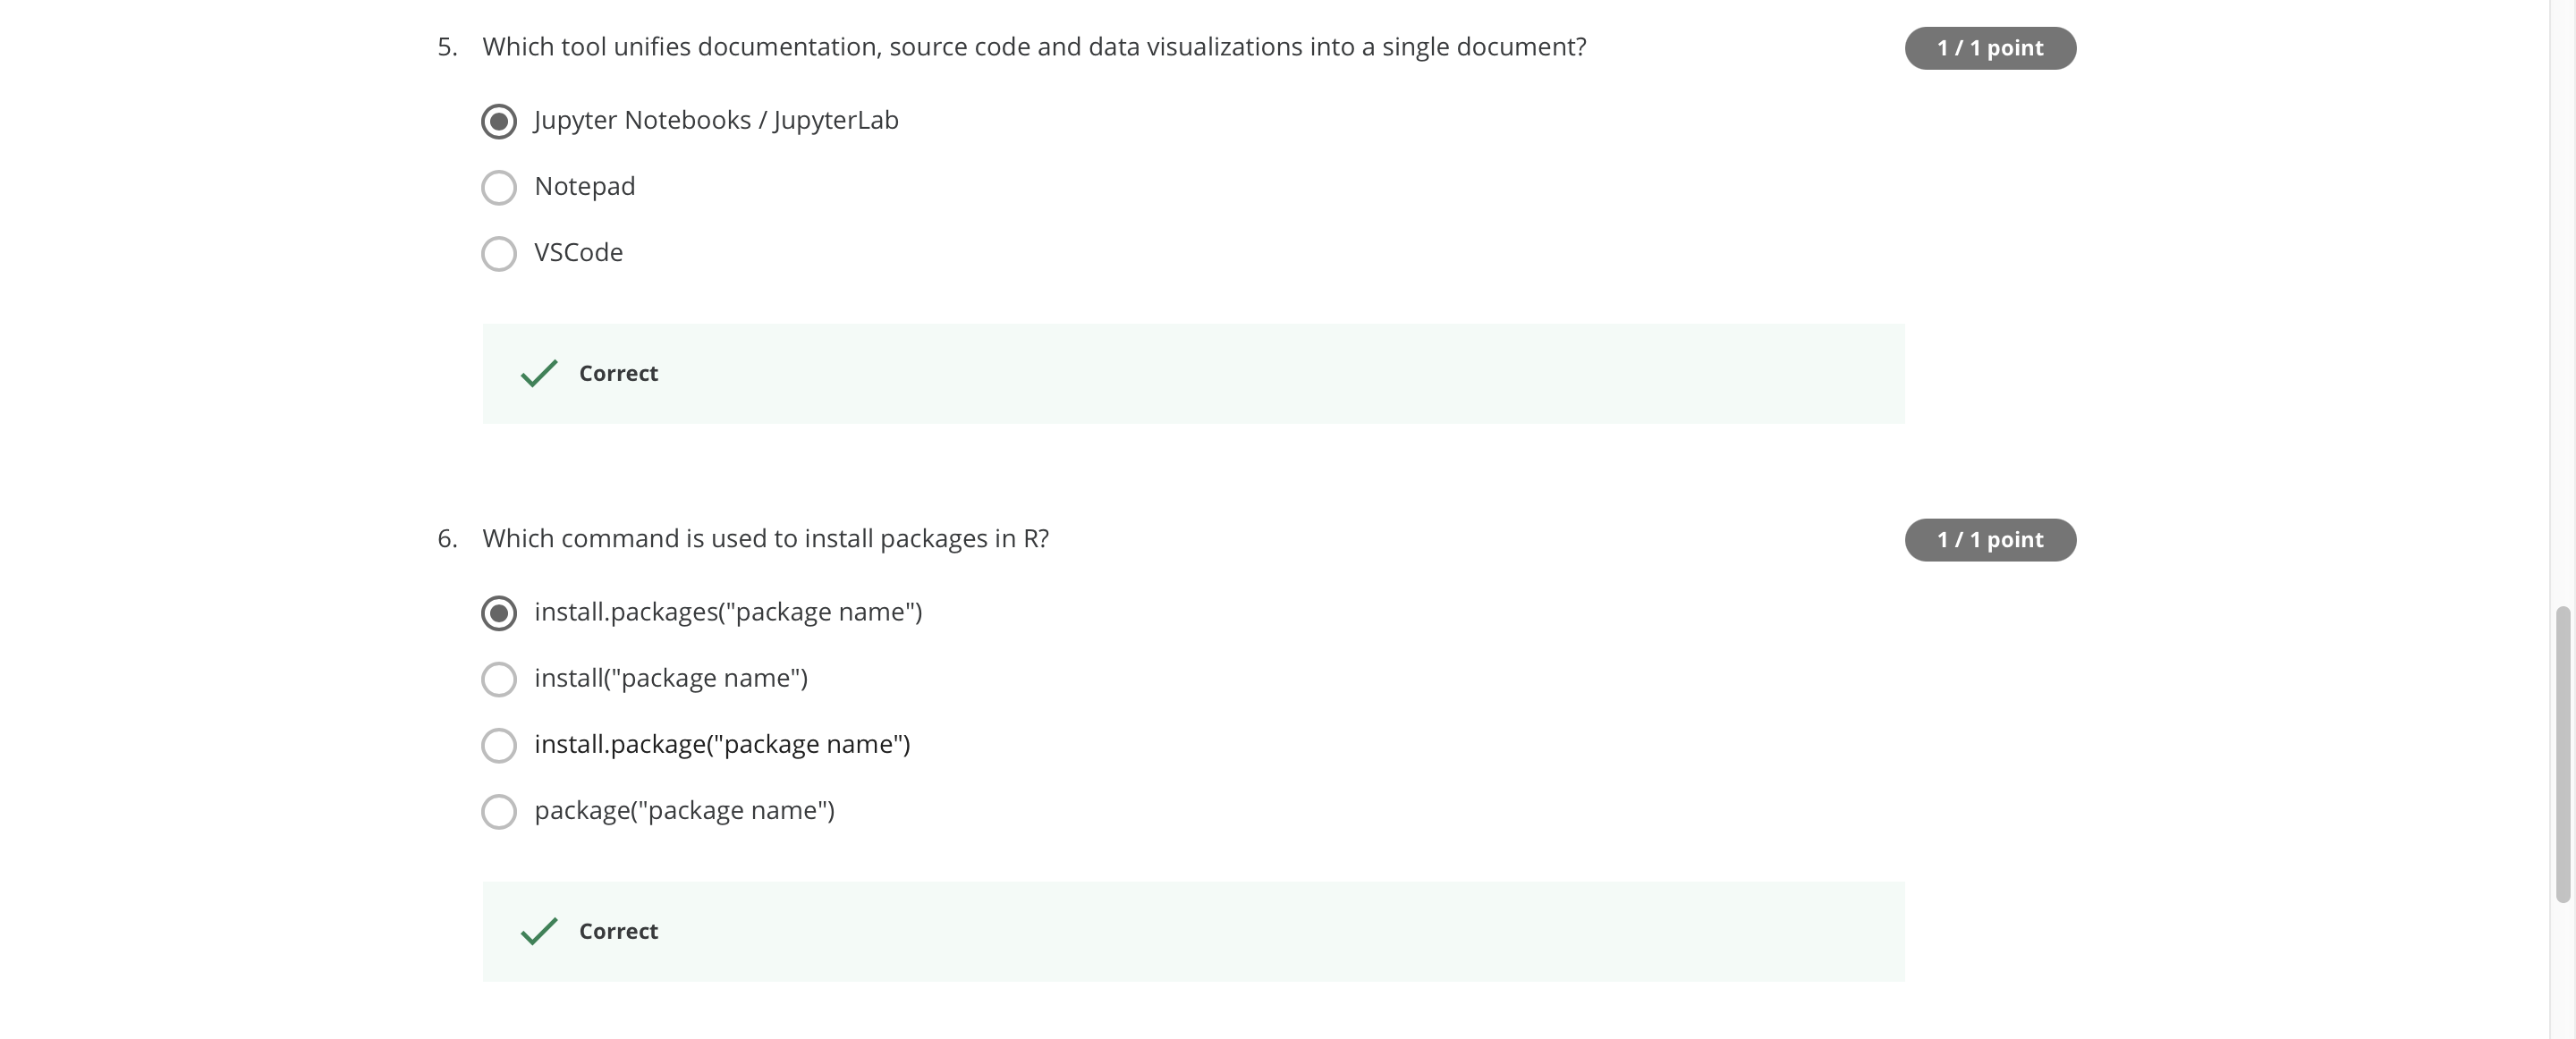 5. Which tool unifies documentation, source code and data visualizations into a single document?
1 / 1 point
Jupyter Notebooks / JupyterLab
Notepad
VSCode
Correct
6. Which command is used to install packages in R?
1 / 1 point
install.packages("package name")
install("package name")
install.package("package name")
package("package name")
Correct